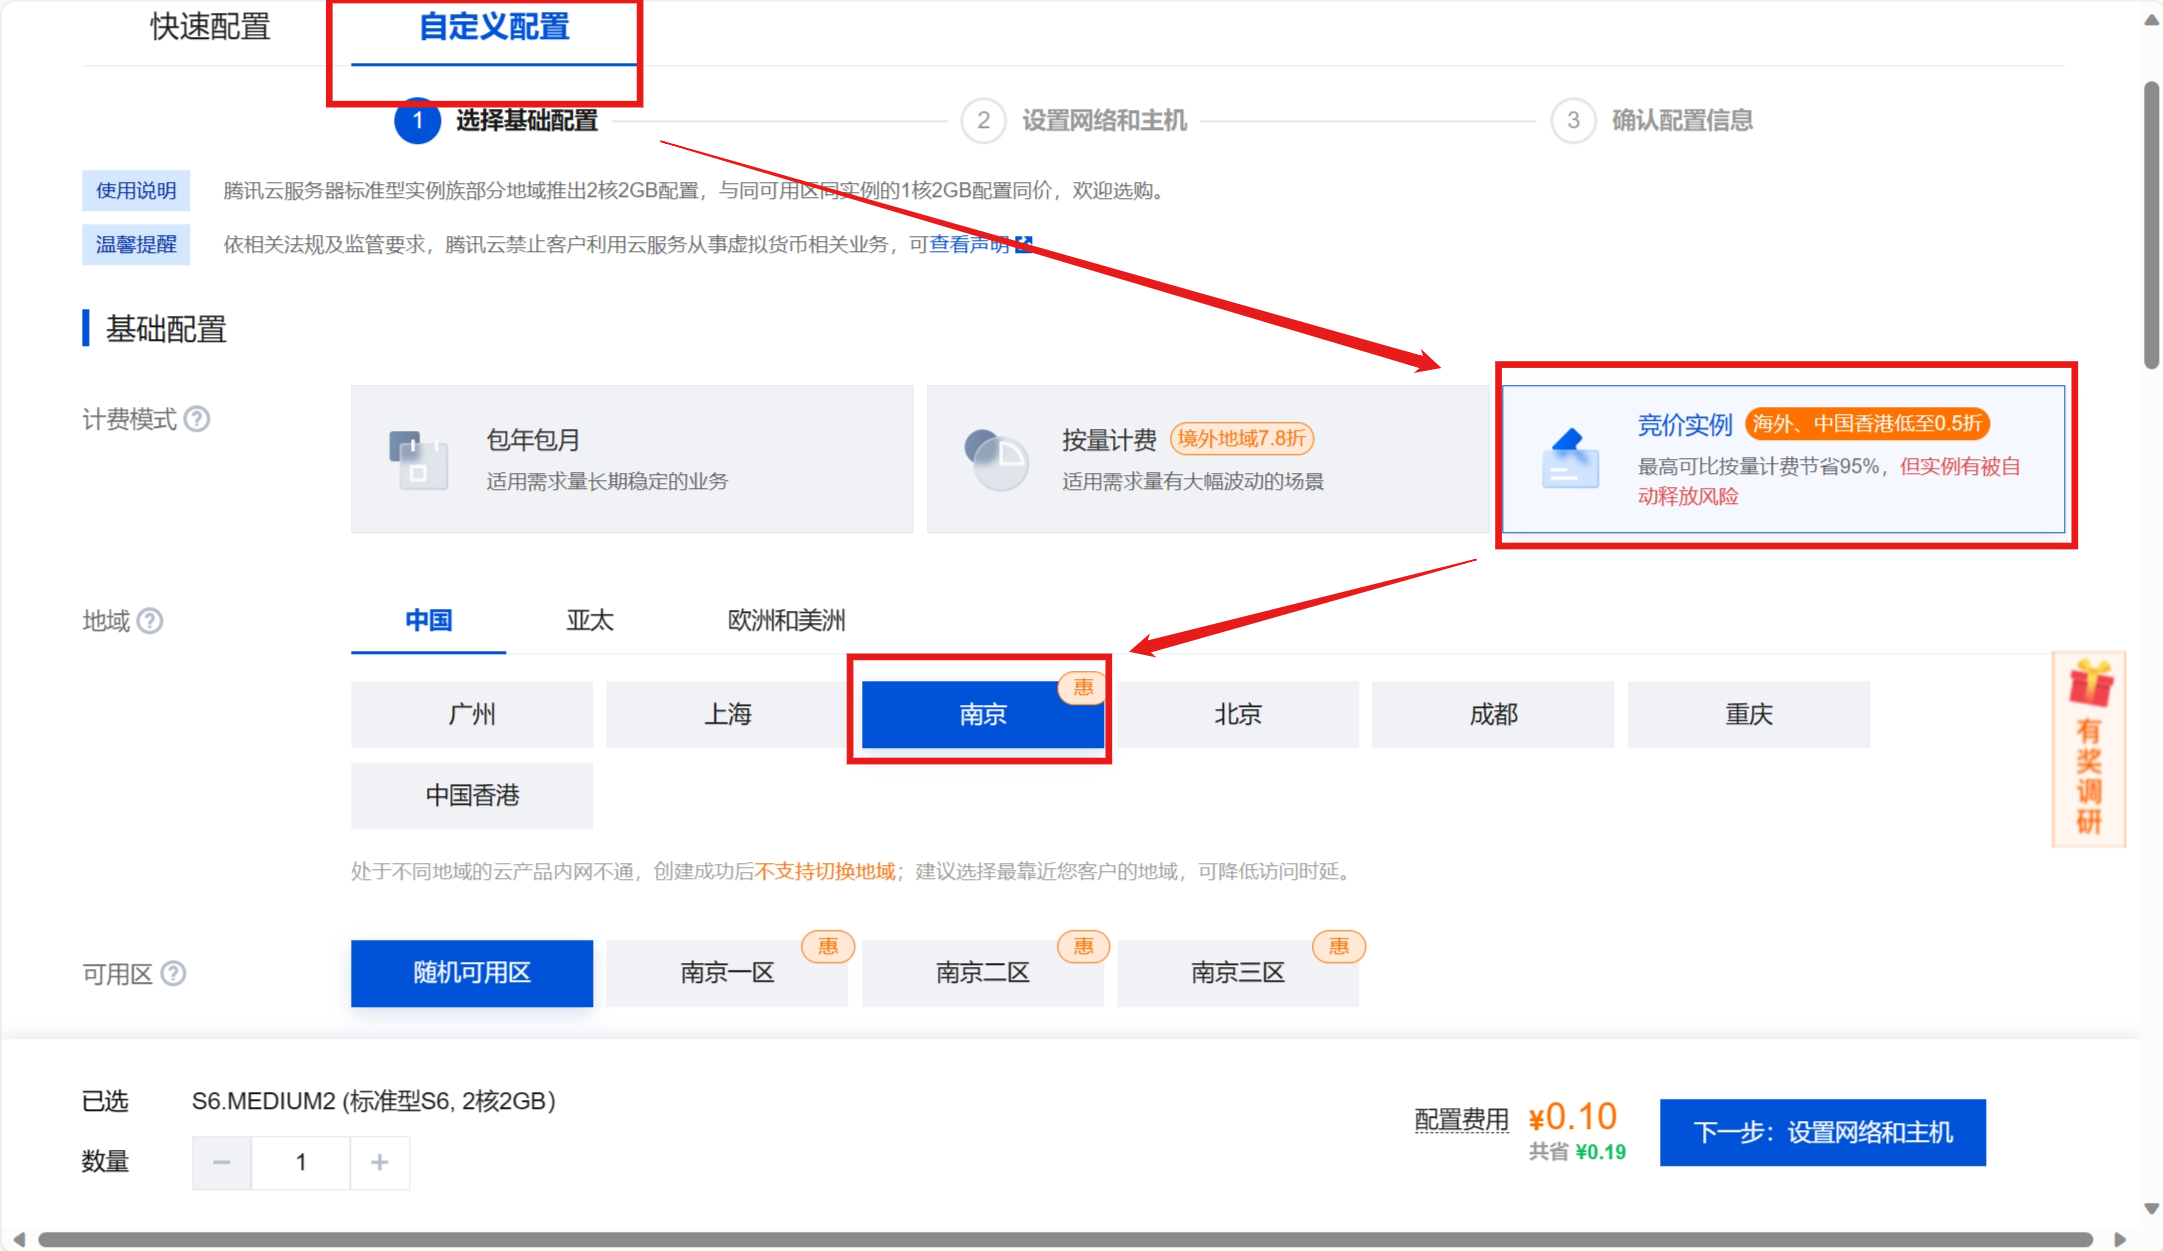 快速配置
自定义配置
1 选择基础配置
2 设置网络和主机
3 确认配置信息
使用说明 腾讯云服务器标准型实例族部分地域推出2核2GB配置，与同可用区同实例的1核2GB配置同价，欢迎选购。
温馨提醒 依相关法规及监管要求，腾讯云禁止客户利用云服务从事虚拟货币相关业务，可查看声明
基础配置
计费模式 ?
包年包月
适用需求量长期稳定的业务
按量计费 境外地域7.8折
适用需求量有大幅波动的场景
竞价实例 海外、中国香港低至0.5折
最高可比按量计费节省95%，但实例有被自
动释放风险
地域 ?
中国 亚太 欧洲和美洲
广州 上海 南京 惠 北京 成都 重庆
中国香港
处于不同地域的云产品内网不通，创建成功后不支持切换地域；建议选择最靠近您客户的地域，可降低访问时延。
可用区 ?
随机可用区 南京一区 惠 南京二区 惠 南京三区 惠
有
奖
调
研
已选 S6.MEDIUM2 (标准型S6, 2核2GB)
数量 − 1 +
配置费用 ¥0.10
共省 ¥0.19
下一步：设置网络和主机